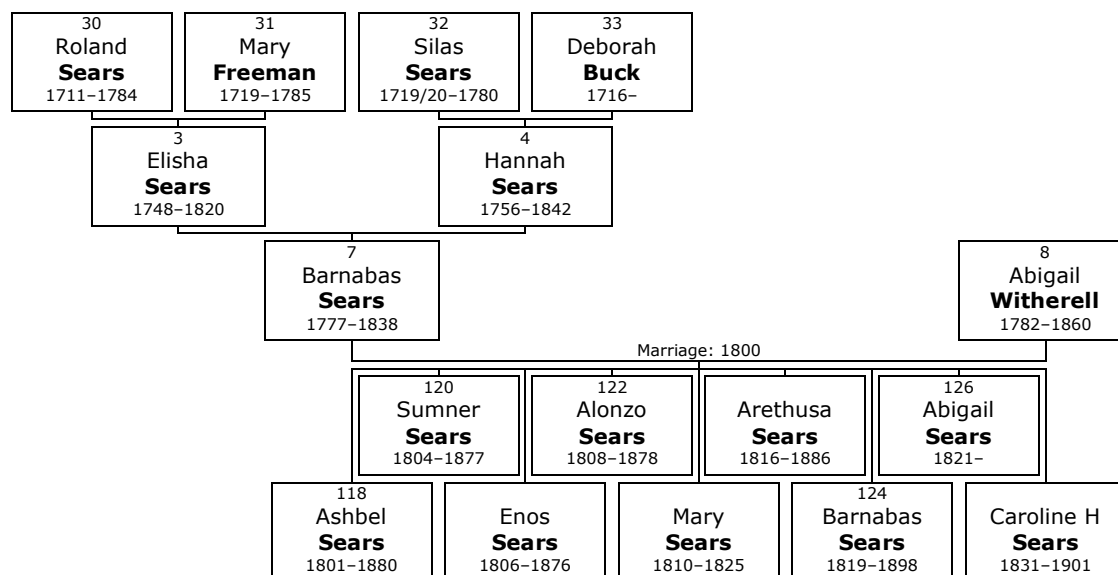 30
Roland
Sears
1711–1784
31
Mary
Freeman
1719–1785
32
Silas
Sears
1719/20–1780
33
Deborah
Buck
1716–
3
Elisha
Sears
1748–1820
4
Hannah
Sears
1756–1842
7
Barnabas
Sears
1777–1838
8
Abigail
Witherell
1782–1860
Marriage: 1800
120
Sumner
Sears
1804–1877
122
Alonzo
Sears
1808–1878
Arethusa
Sears
1816–1886
126
Abigail
Sears
1821–
118
Ashbel
Sears
1801–1880
Enos
Sears
1806–1876
Mary
Sears
1810–1825
124
Barnabas
Sears
1819–1898
Caroline H
Sears
1831–1901